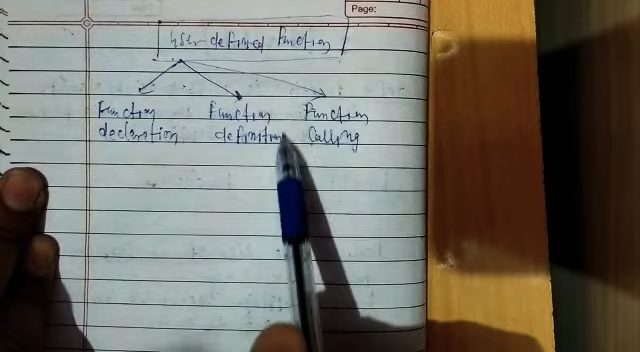 Page:
User defined Function
Function Function Function
declaration definition Calling